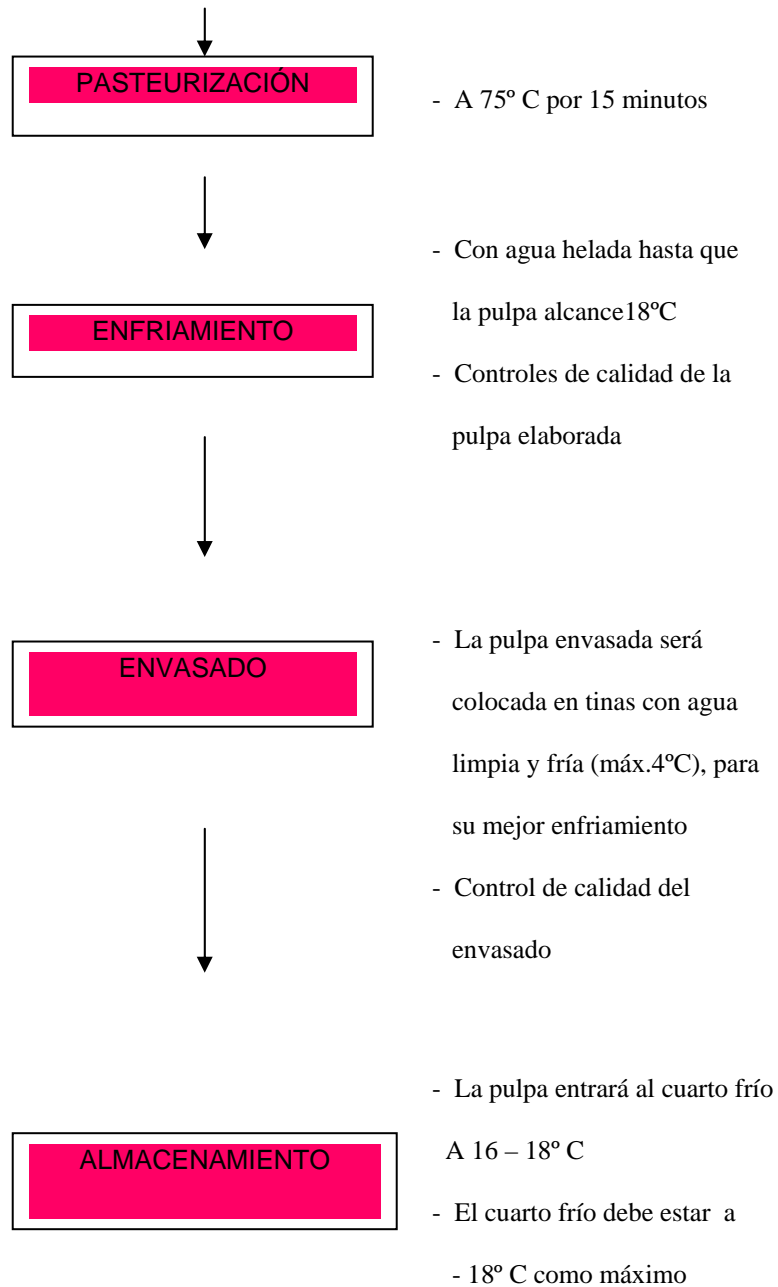 PASTEURIZACIÓN
- A 75º C por 15 minutos
- Con agua helada hasta que
la pulpa alcance18ºC
ENFRIAMIENTO
- Controles de calidad de la
pulpa elaborada
ENVASADO
- La pulpa envasada será
colocada en tinas con agua
limpia y fría (máx.4ºC), para
su mejor enfriamiento
- Control de calidad del
envasado
ALMACENAMIENTO
- La pulpa entrará al cuarto frío
A 16 – 18º C
- El cuarto frío debe estar a
- 18º C como máximo